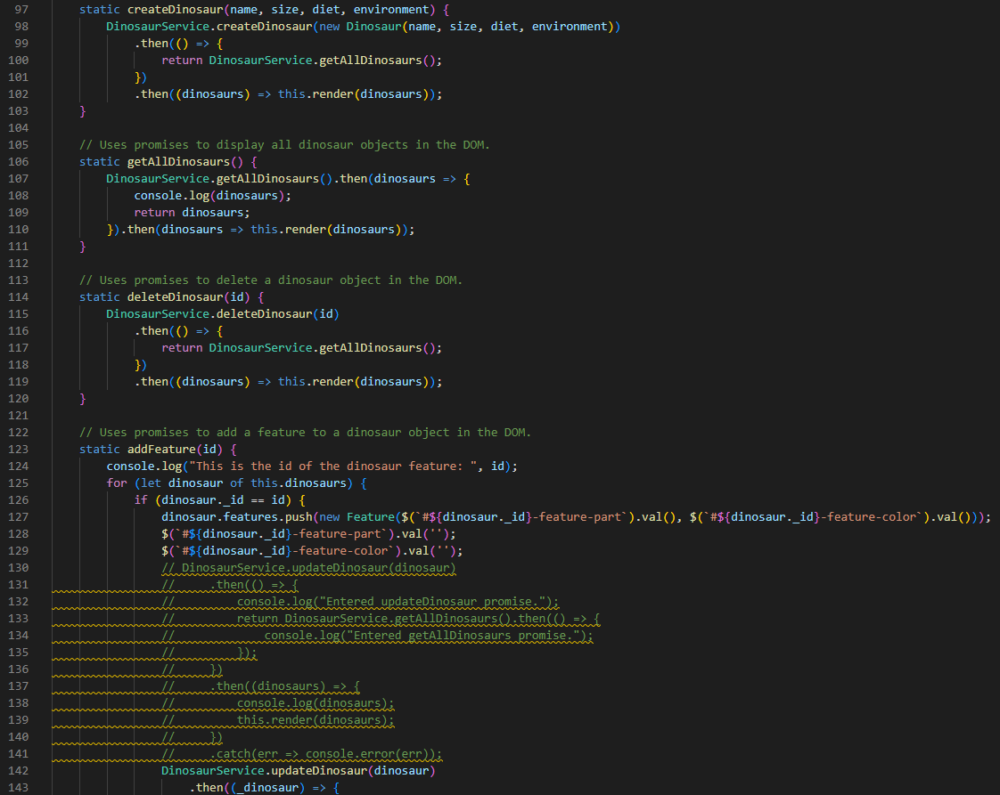 97 static createDinosaur(name, size, diet, environment) {
98 DinosaurService.createDinosaur(new Dinosaur(name, size, diet, environment))
99 .then(() => {
100 return DinosaurService.getAllDinosaurs();
101 })
102 .then((dinosaurs) => this.render(dinosaurs));
103 }
104
105 // Uses promises to display all dinosaur objects in the DOM.
106 static getAllDinosaurs() {
107 DinosaurService.getAllDinosaurs().then(dinosaurs => {
108 console.log(dinosaurs);
109 return dinosaurs;
110 }).then(dinosaurs => this.render(dinosaurs));
111 }
112
113 // Uses promises to delete a dinosaur object in the DOM.
114 static deleteDinosaur(id) {
115 DinosaurService.deleteDinosaur(id)
116 .then(() => {
117 return DinosaurService.getAllDinosaurs();
118 })
119 .then((dinosaurs) => this.render(dinosaurs));
120 }
121
122 // Uses promises to add a feature to a dinosaur object in the DOM.
123 static addFeature(id) {
124 console.log("This is the id of the dinosaur feature: ", id);
125 for (let dinosaur of this.dinosaurs) {
126 if (dinosaur._id == id) {
127 dinosaur.features.push(new Feature($(`#${dinosaur._id}-feature-part`).val(), $(`#${dinosaur._id}-feature-color`).val()));
128 $(`#${dinosaur._id}-feature-part`).val('');
129 $(`#${dinosaur._id}-feature-color`).val('');
130 // DinosaurService.updateDinosaur(dinosaur)
131 // .then(() => {
132 // console.log("Entered updateDinosaur promise.");
133 // return DinosaurService.getAllDinosaurs().then(() => {
134 // console.log("Entered getAllDinosaurs promise.");
135 // });
136 // })
137 // .then((dinosaurs) => {
138 // console.log(dinosaurs);
139 // this.render(dinosaurs);
140 // })
141 // .catch(err => console.error(err));
142 DinosaurService.updateDinosaur(dinosaur)
143 .then((_dinosaur) => {